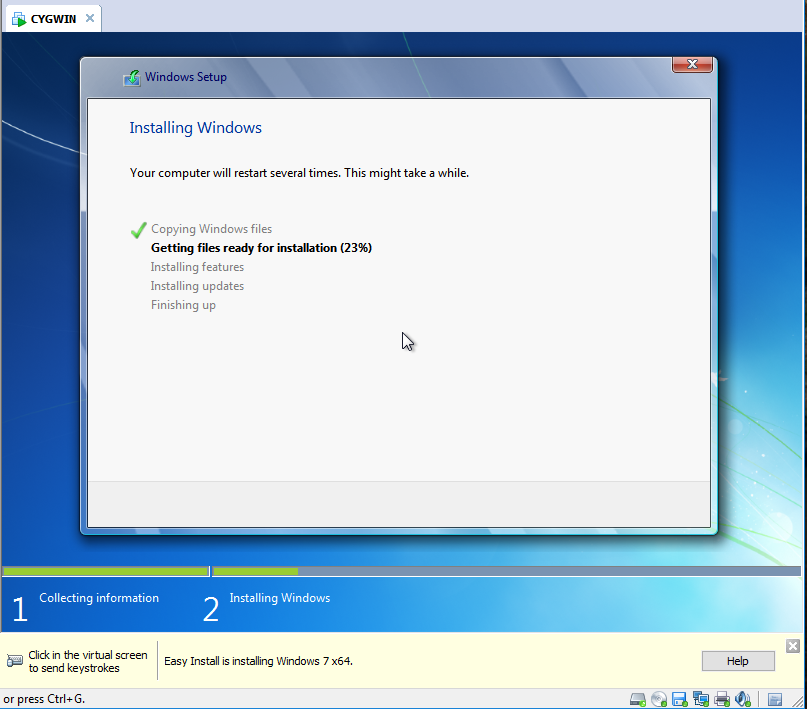 CYGWIN
Windows Setup
Installing Windows
Your computer will restart several times. This might take a while.
Copying Windows files
Getting files ready for installation (23%)
Installing features
Installing updates
Finishing up
1 Collecting information 2 Installing Windows
Click in the virtual screen
to send keystrokes
Easy Install is installing Windows 7 x64.
Help
or press Ctrl+G.